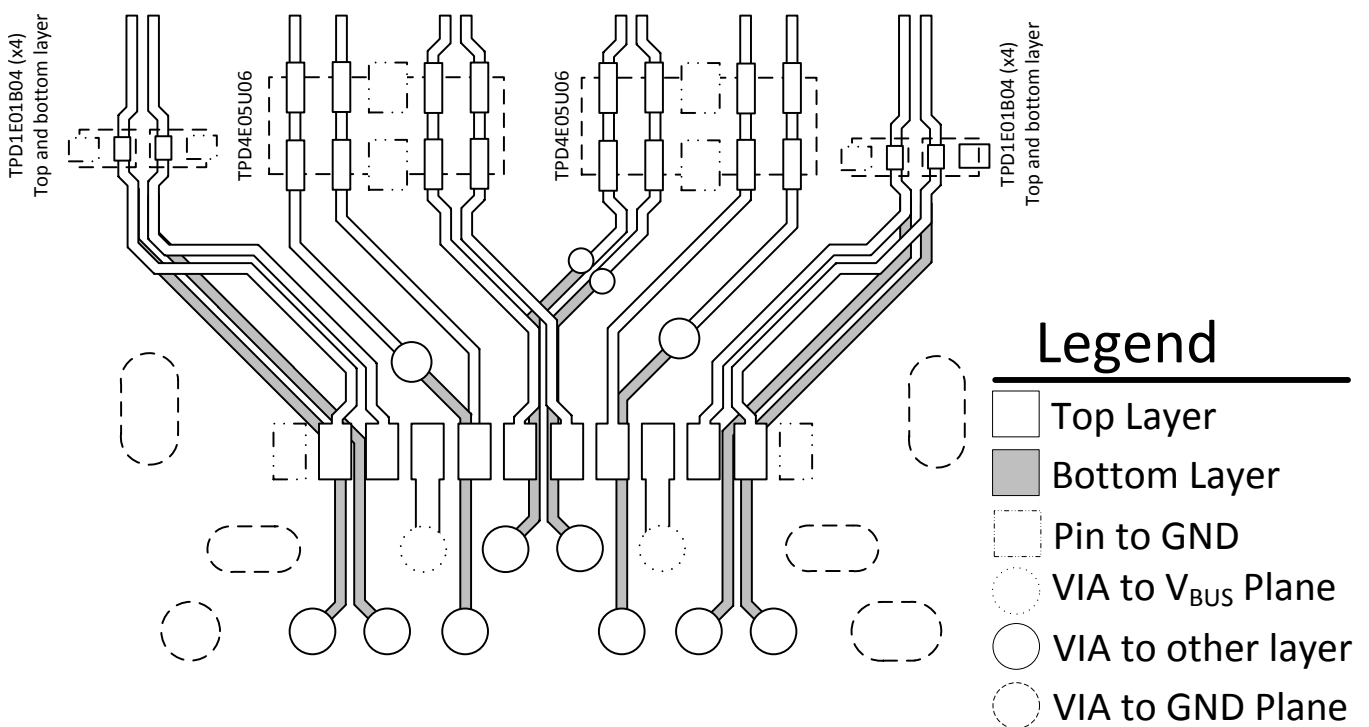 TPD1E01B04 (x4)
Top and bottom layer
TPD4E05U06
TPD4E05U06
TPD1E01B04 (x4)
Top and bottom layer
Legend
Top Layer
Bottom Layer
Pin to GND
VIA to VBUS Plane
VIA to other layer
VIA to GND Plane